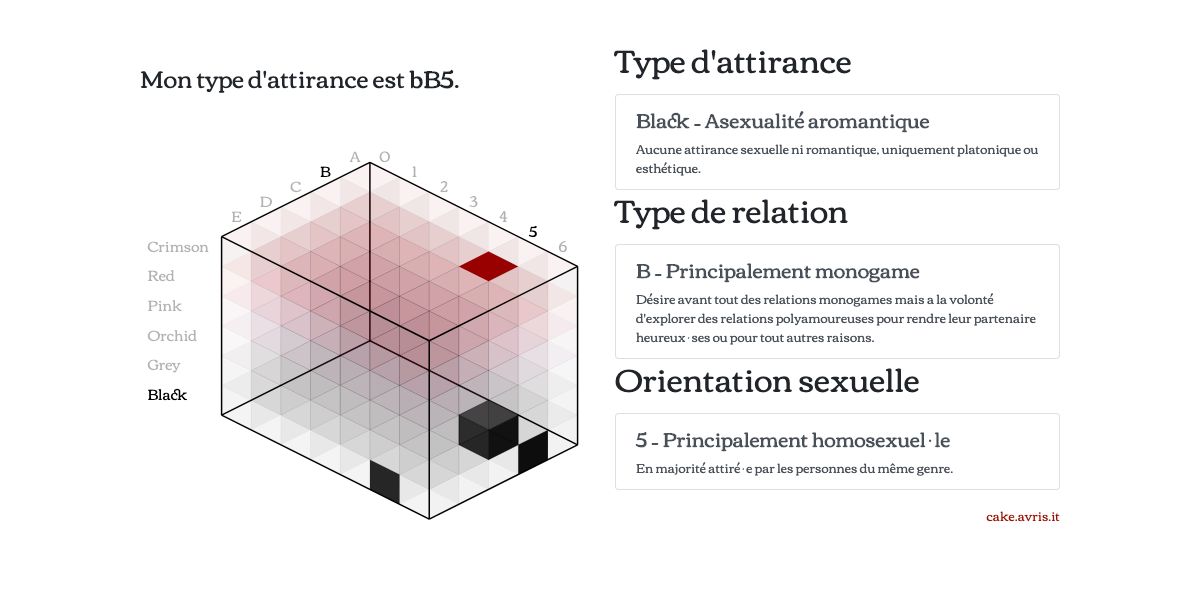 Mon type d'attirance est bB5.
A
O
B
1
C
2
D
3
E
4
5
6
Crimson
Red
Pink
Orchid
Grey
Black
Type d'attirance
Black - Asexualité aromantique
Aucune attirance sexuelle ni romantique, uniquement platonique ou
esthétique.
Type de relation
B - Principalement monogame
Désire avant tout des relations monogames mais a la volonté
d'explorer des relations polyamoureuses pour rendre leur partenaire
heureux·ses ou pour tout autres raisons.
Orientation sexuelle
5 - Principalement homosexuel·le
En majorité attiré·e par les personnes du même genre.
cake.avris.it